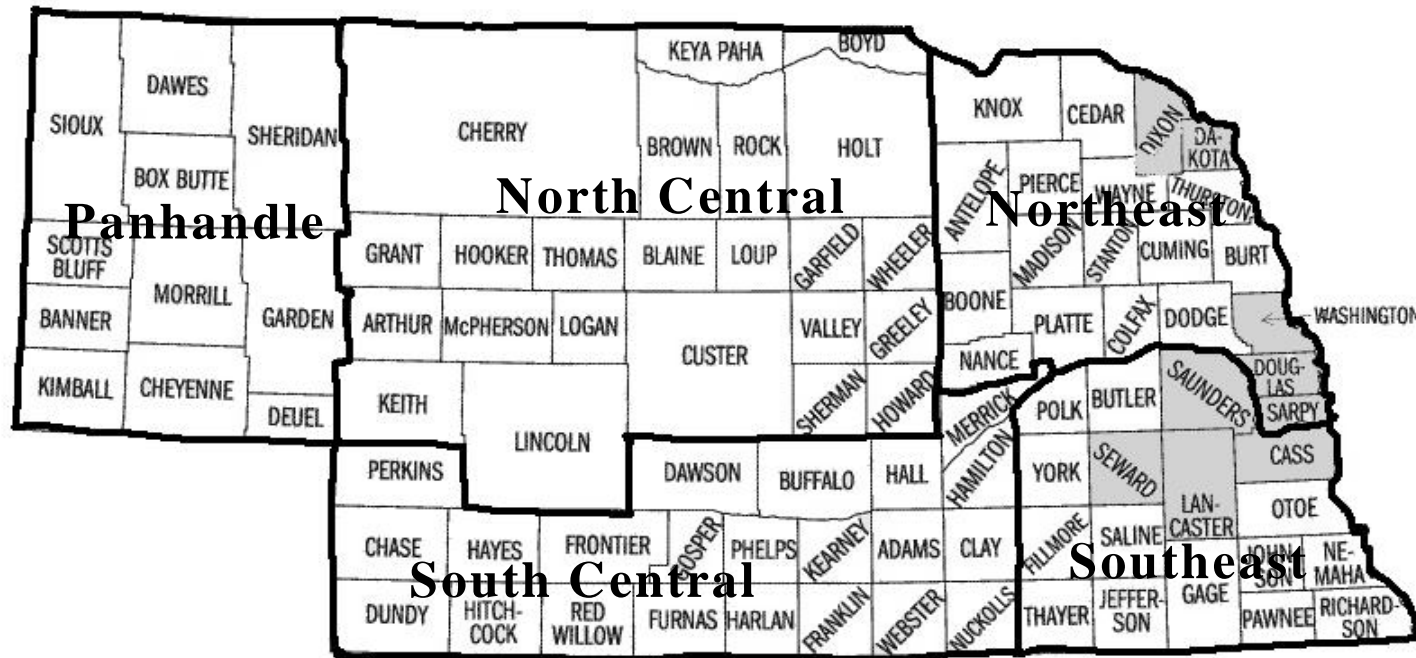 KEYA PAHA
BOYD
DAWES
SIOUX
SHERIDAN
CHERRY
BROWN
ROCK
HOLT
KNOX
CEDAR
DIXON
DA-
KOTA
BOX BUTTE
North Central
ANTELOPE
PIERCE
WAYNE
THURSTON
Northeast
Panhandle
SCOTTS
BLUFF
GRANT
HOOKER
THOMAS
BLAINE
LOUP
GARFIELD
WHEELER
MADISON
STANTON
CUMING
BURT
MORRILL
GARDEN
BANNER
ARTHUR
McPHERSON
LOGAN
CUSTER
VALLEY
GREELEY
BOONE
PLATTE
COLFAX
DODGE
WASHINGTON
NANCE
DOUG-
LAS
KIMBALL
CHEYENNE
DEUEL
KEITH
LINCOLN
SHERMAN
HOWARD
MERRICK
POLK
BUTLER
SAUNDERS
SARPY
PERKINS
DAWSON
BUFFALO
HALL
HAMILTON
YORK
SEWARD
CASS
LAN-
CASTER
OTOE
CHASE
HAYES
FRONTIER
GOSPER
PHELPS
KEARNEY
ADAMS
CLAY
FILLMORE
SALINE
Southeast
JOHN-
SON
NE-
MAHA
South Central
DUNDY
HITCH-
COCK
RED
WILLOW
FURNAS
HARLAN
FRANKLIN
WEBSTER
NUCKOLLS
THAYER
JEFFER-
SON
GAGE
PAWNEE
RICHARD-
SON